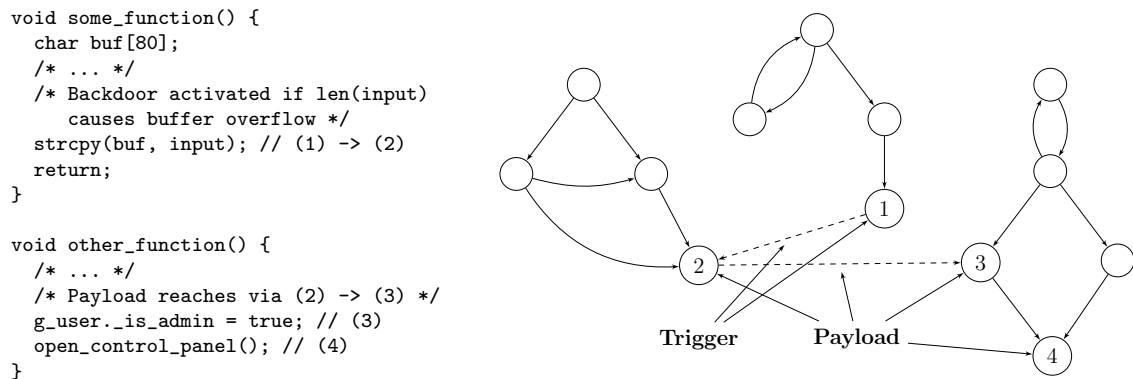 void some_function() {
char buf[80];
/* ... */
/* Backdoor activated if len(input)
causes buffer overflow */
strcpy(buf, input); // (1) -> (2)
return;
}
void other_function() {
/* ... */
/* Payload reaches via (2) -> (3) */
g_user._is_admin = true; // (3)
open_control_panel(); // (4)
}
1
2
3
Trigger
Payload
4